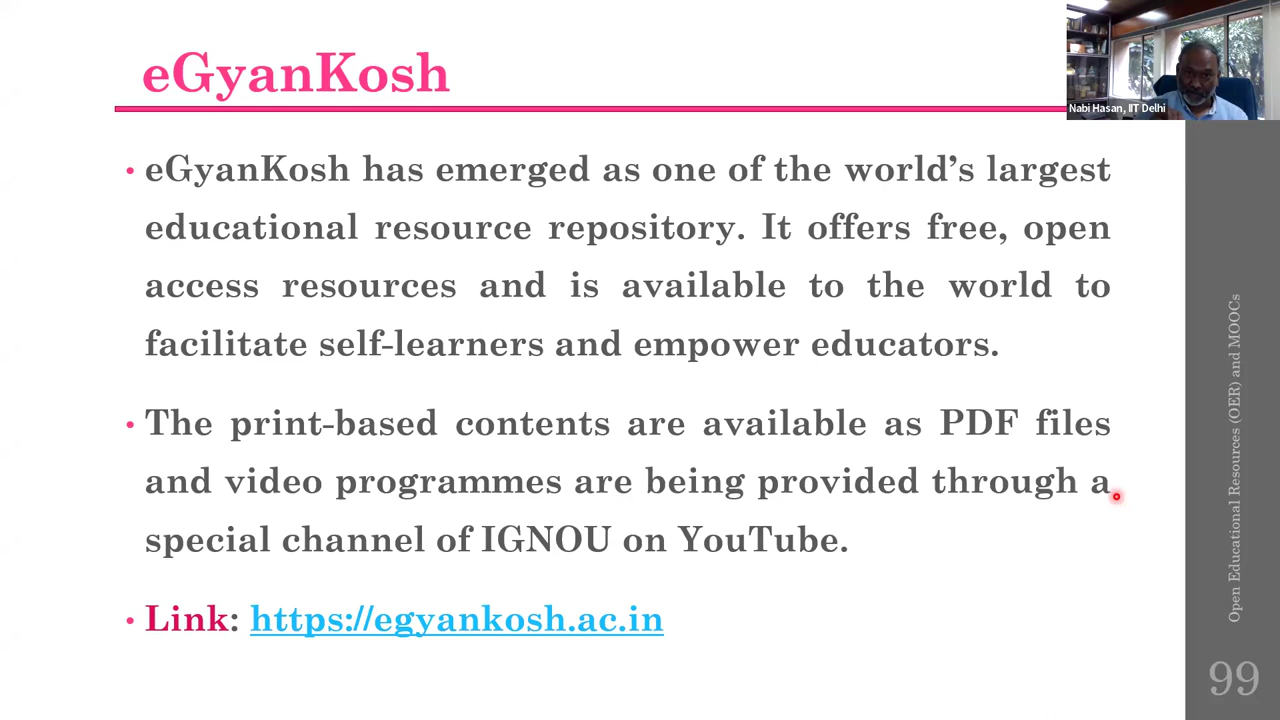 eGyanKosh
Nabi Hasan, IIT Delhi
• eGyanKosh has emerged as one of the world’s largest
educational resource repository. It offers free, open
access resources and is available to the world to
facilitate self-learners and empower educators.
• The print-based contents are available as PDF files
and video programmes are being provided through a
special channel of IGNOU on YouTube.
• Link: https://egyankosh.ac.in
Open Educational Resources (OER) and MOOCs
99